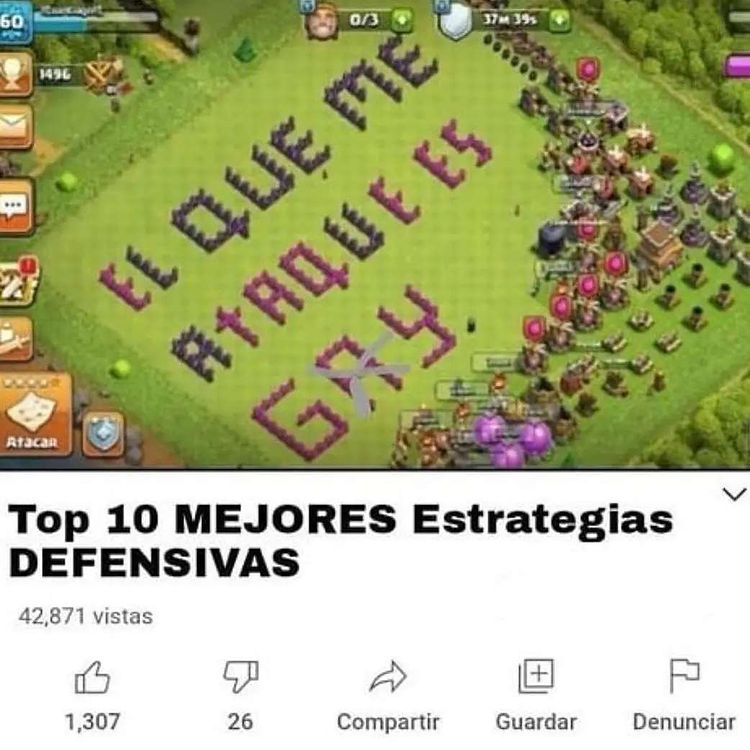 60
0/3
37M 39s
1496
EL QUE ME
ATAQUE ES
GAY
Atacar
Top 10 MEJORES Estrategias
DEFENSIVAS
42,871 vistas
1,307
26
Compartir
Guardar
Denunciar